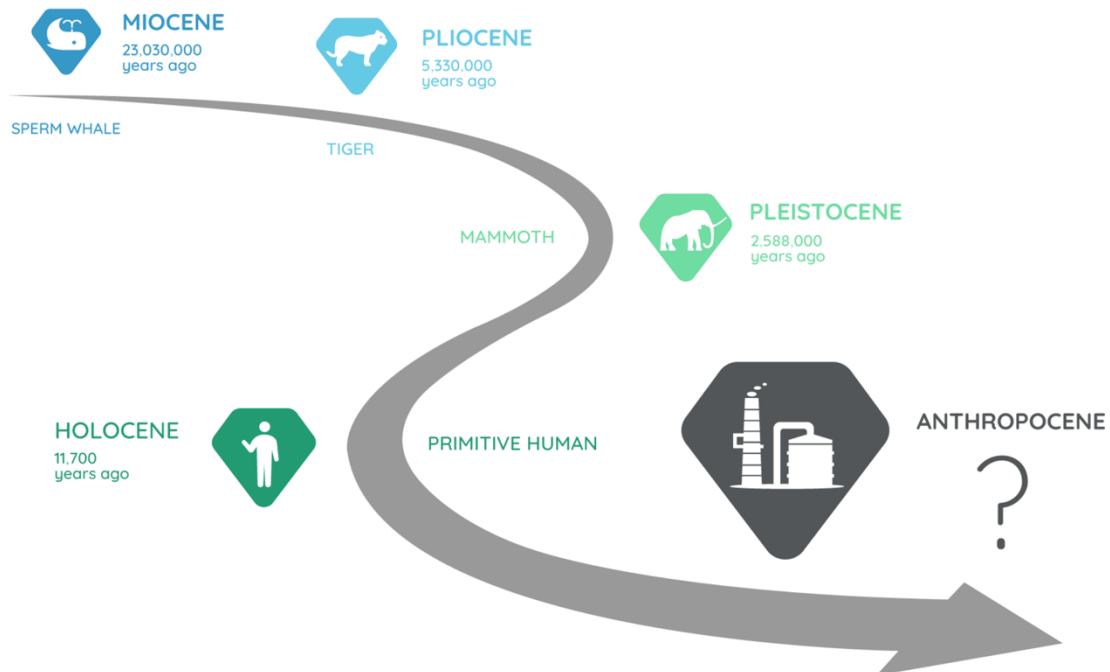 MIOCENE
23,030,000
years ago
SPERM WHALE
PLIOCENE
5,330,000
years ago
TIGER
MAMMOTH
PLEISTOCENE
2,588,000
years ago
HOLOCENE
11,700
years ago
PRIMITIVE HUMAN
ANTHROPOCENE
?